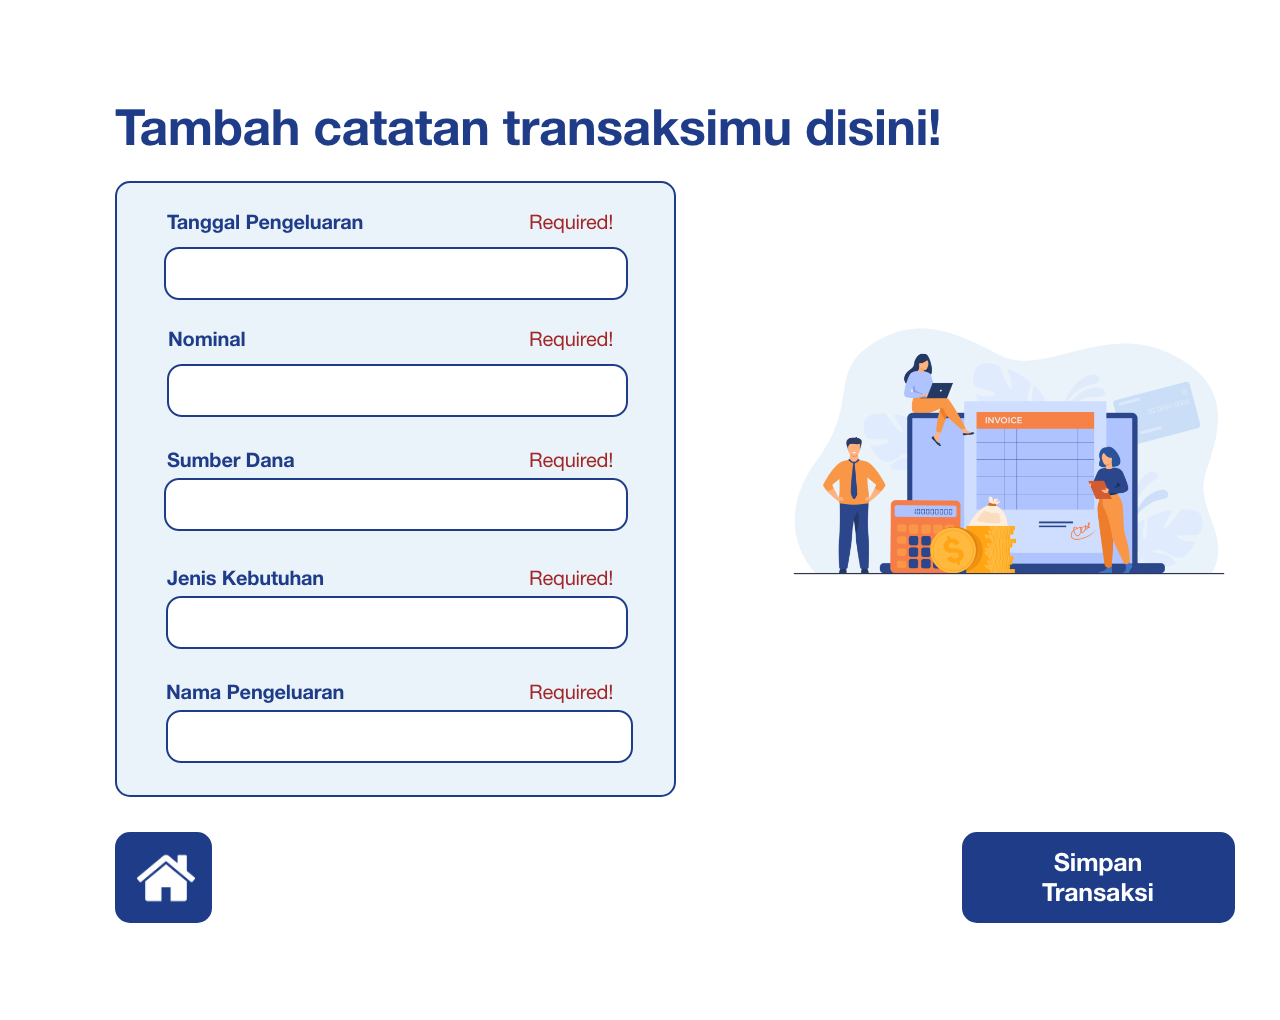 Tambah catatan transaksimu disini!
Tanggal Pengeluaran Required!
Nominal Required!
Sumber Dana Required!
Jenis Kebutuhan Required!
Nama Pengeluaran Required!
INVOICE
Simpan
Transaksi